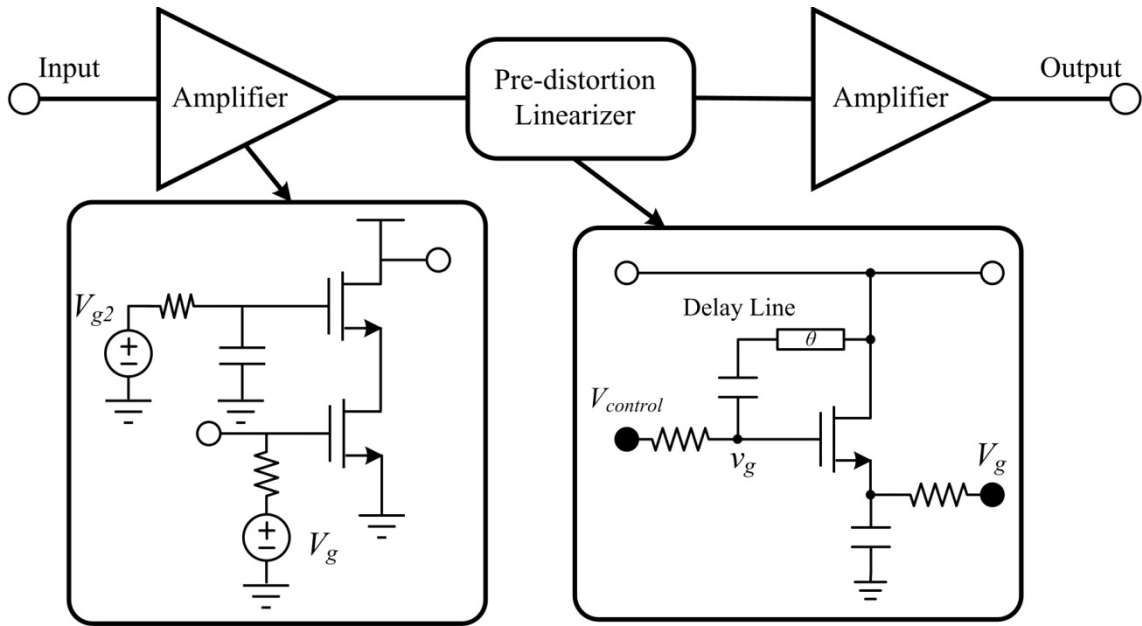 Input
Amplifier
Pre-distortion
Linearizer
Amplifier
Output
Vg2
Vg
Delay Line
θ
Vcontrol
vg
Vg